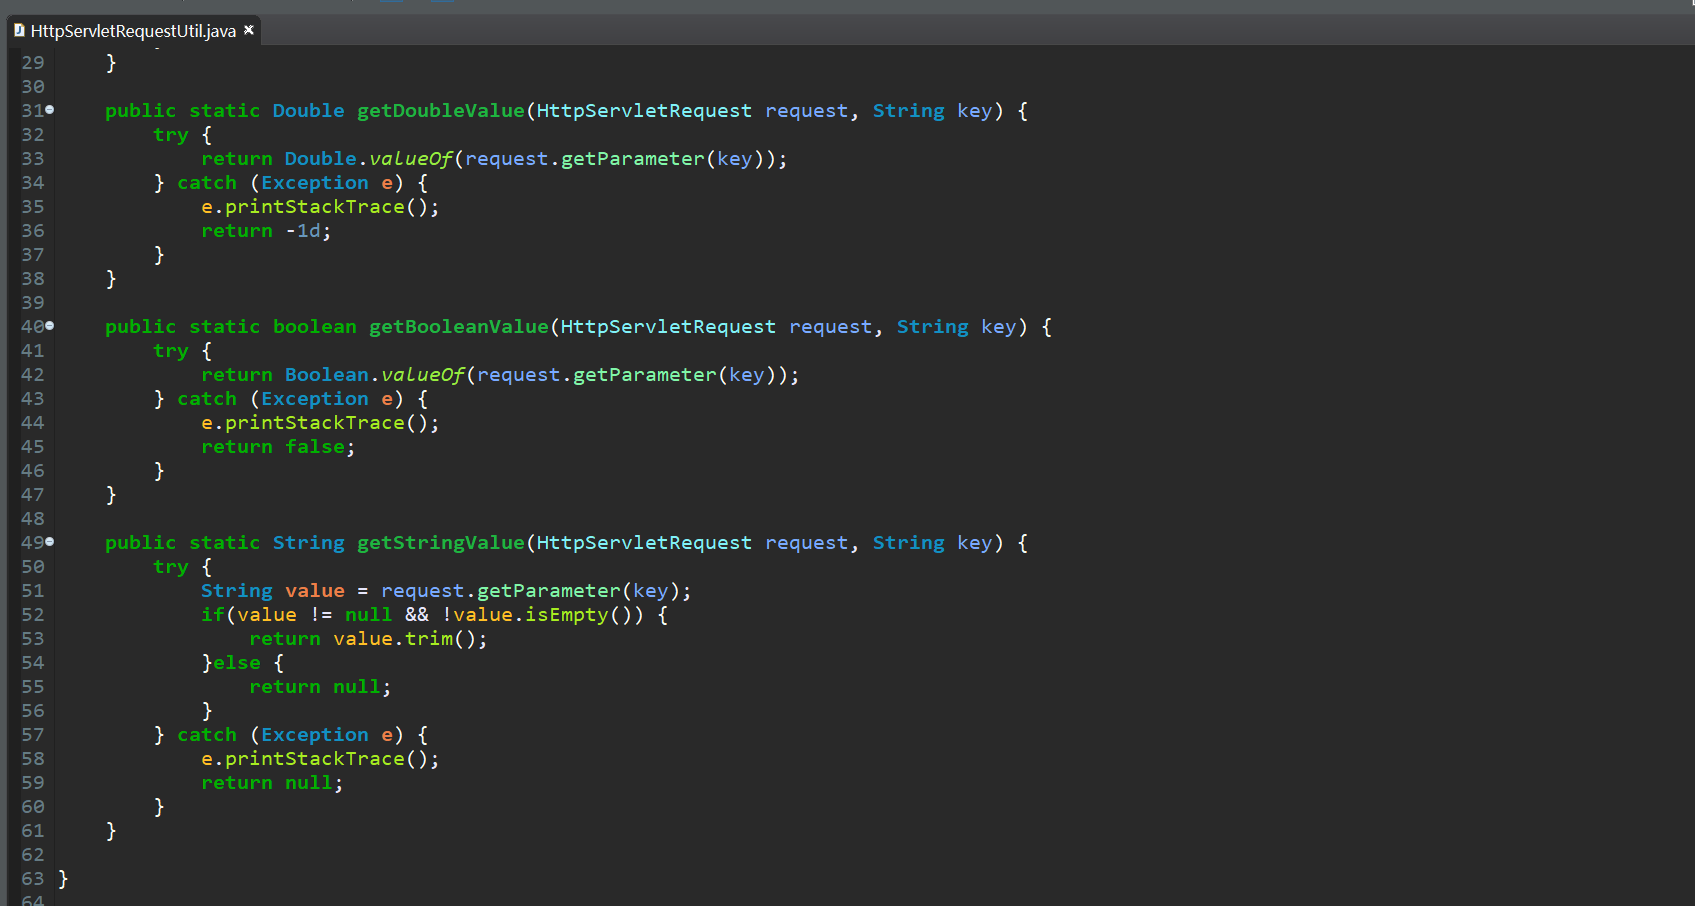 HttpServletRequestUtil.java
29 }
30
31 public static Double getDoubleValue(HttpServletRequest request, String key) {
32 try {
33 return Double.valueOf(request.getParameter(key));
34 } catch (Exception e) {
35 e.printStackTrace();
36 return -1d;
37 }
38 }
39
40 public static boolean getBooleanValue(HttpServletRequest request, String key) {
41 try {
42 return Boolean.valueOf(request.getParameter(key));
43 } catch (Exception e) {
44 e.printStackTrace();
45 return false;
46 }
47 }
48
49 public static String getStringValue(HttpServletRequest request, String key) {
50 try {
51 String value = request.getParameter(key);
52 if(value != null && !value.isEmpty()) {
53 return value.trim();
54 }else {
55 return null;
56 }
57 } catch (Exception e) {
58 e.printStackTrace();
59 return null;
60 }
61 }
62
63 }
64